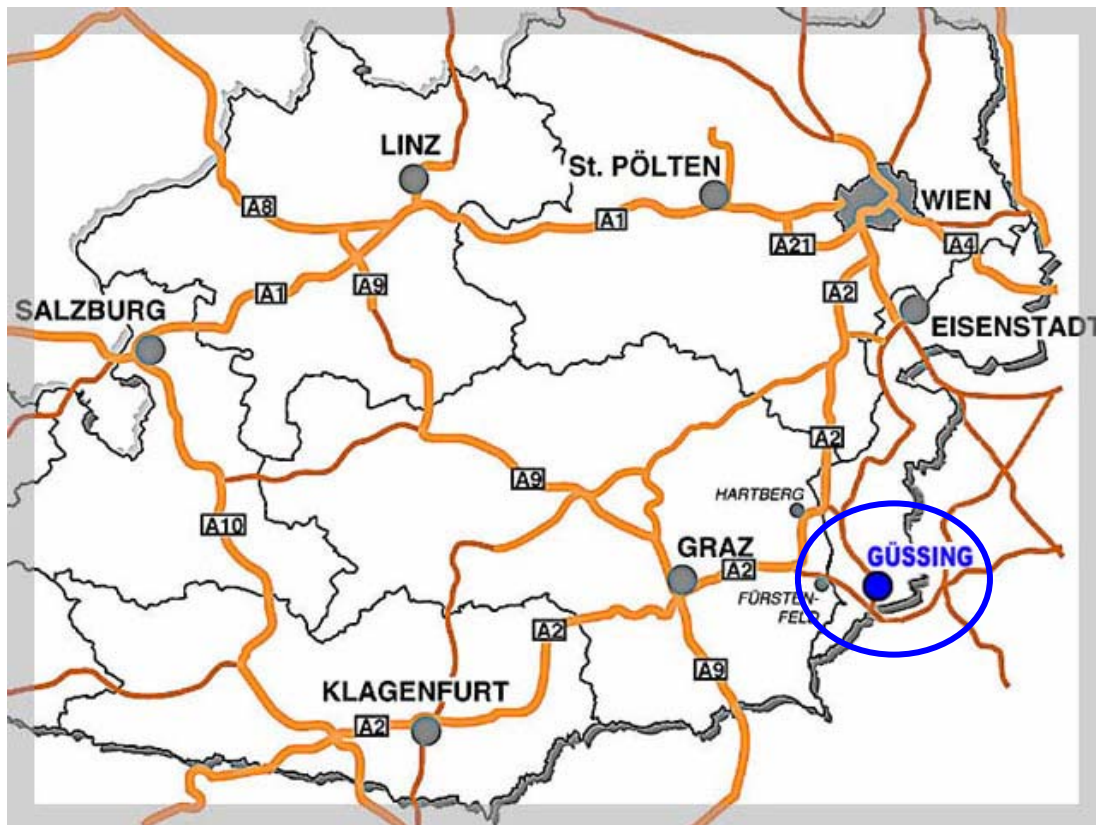 LINZ
St. PÖLTEN
WIEN
A8
A1
A21
A4
A1
A9
A2
SALZBURG
EISENSTADT
A2
A9
HARTBERG
A10
GRAZ
A2
GÜSSING
FÜRSTEN-
FELD
A2
A9
KLAGENFURT
A2